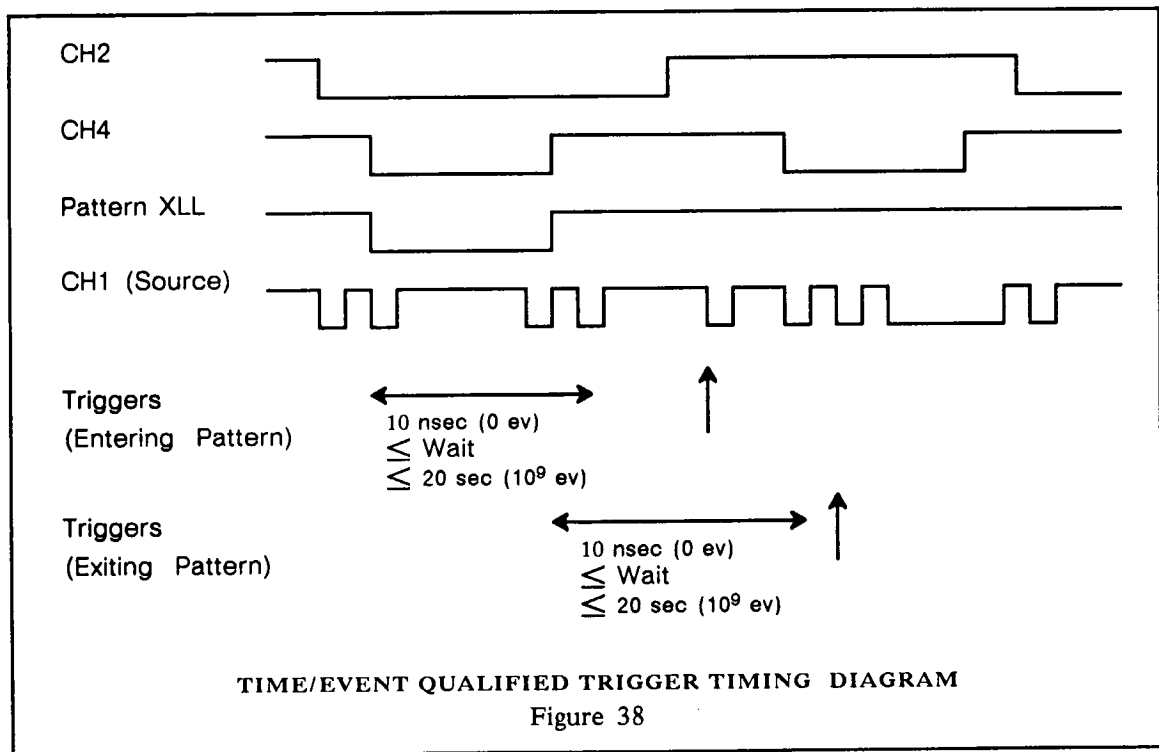 CH2
CH4
Pattern XLL
CH1 (Source)
Triggers
(Entering Pattern)
10 nsec (0 ev)
≤ Wait
≤ 20 sec (10⁹ ev)
Triggers
(Exiting Pattern)
10 nsec (0 ev)
≤ Wait
≤ 20 sec (10⁹ ev)
TIME/EVENT QUALIFIED TRIGGER TIMING DIAGRAM
Figure 38